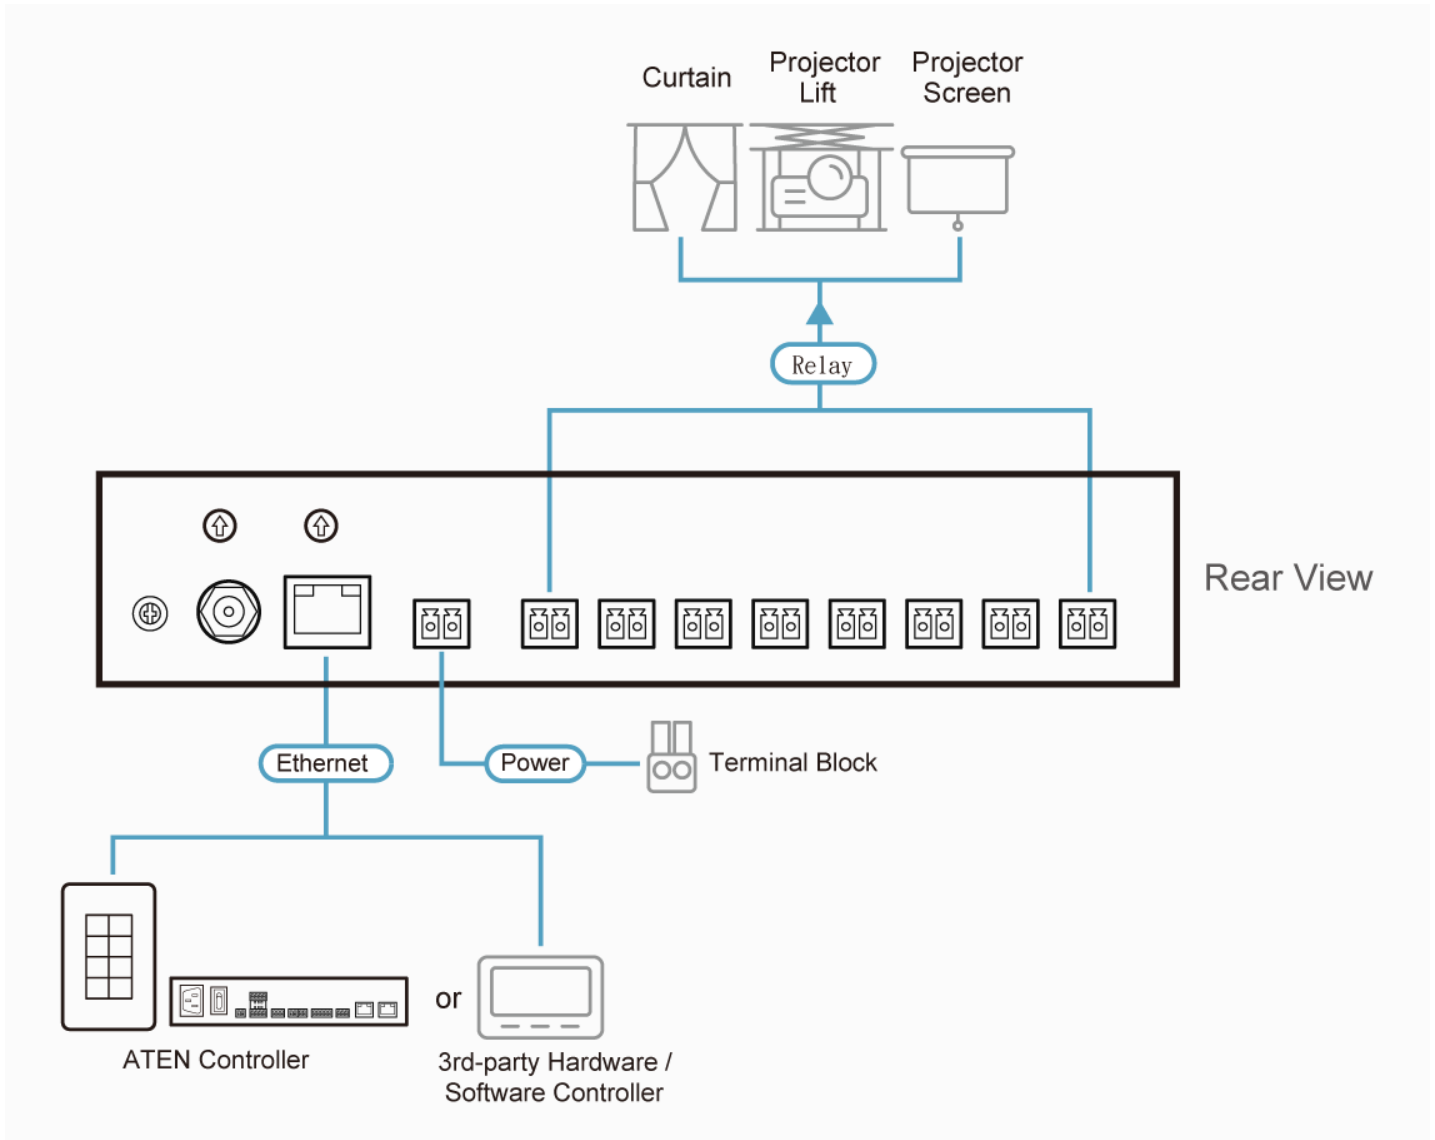 Curtain
Projector
Lift
Projector
Screen
Relay
Rear View
Ethernet
Power
Terminal Block
or
ATEN Controller
3rd-party Hardware /
Software Controller